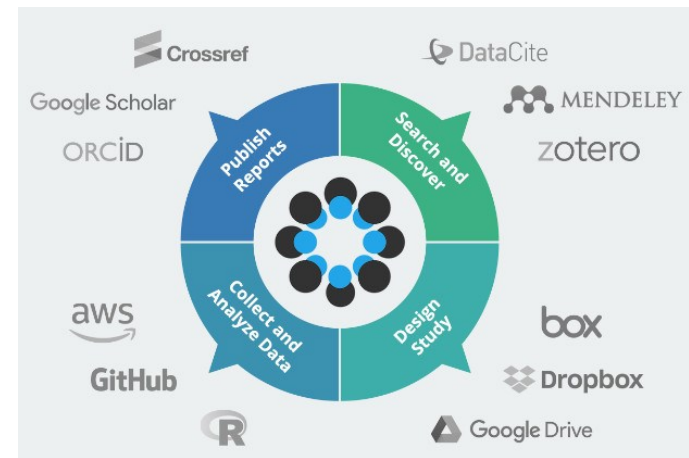 Crossref
Google Scholar
ORCID
DataCite
MENDELEY
zotero
Publish
Reports
Search and
Discover
Collect and
Analyze Data
Design
Study
aws
GitHub
R
box
Dropbox
Google Drive